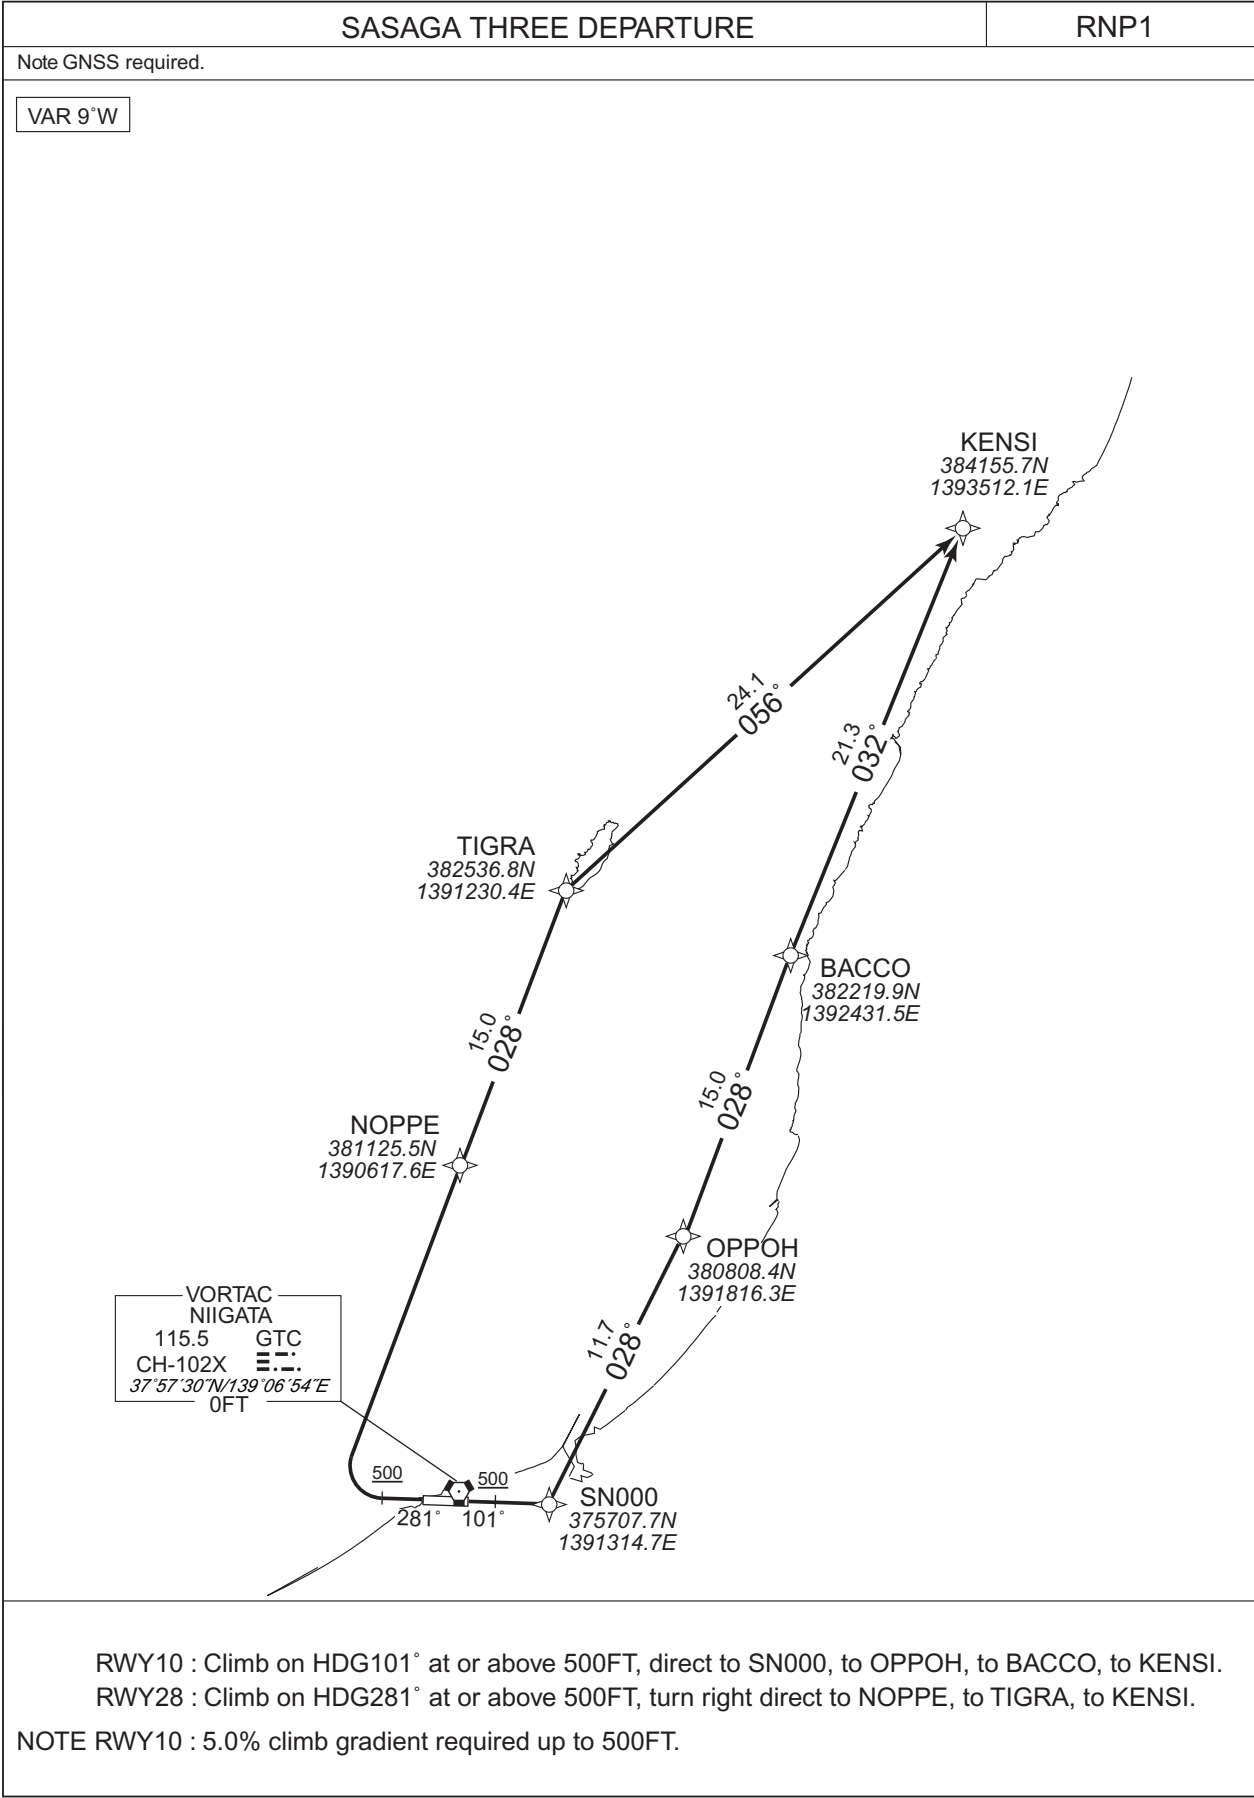 SASAGA THREE DEPARTURE
RNP1
Note GNSS required.
VAR 9°W
KENSI
384155.7N
1393512.1E
24.1
056°
21.3
032°
TIGRA
382536.8N
1391230.4E
BACCO
382219.9N
1392431.5E
15.0
028°
15.0
028°
NOPPE
381125.5N
1390617.6E
OPPOH
380808.4N
1391816.3E
11.7
028°
VORTAC
NIIGATA
115.5 GTC
CH-102X
37°57´30˝N/139°06´54˝E
0FT
500
500
281° 101°
SN000
375707.7N
1391314.7E
RWY10 : Climb on HDG101° at or above 500FT, direct to SN000, to OPPOH, to BACCO, to KENSI.
RWY28 : Climb on HDG281° at or above 500FT, turn right direct to NOPPE, to TIGRA, to KENSI.
NOTE RWY10 : 5.0% climb gradient required up to 500FT.